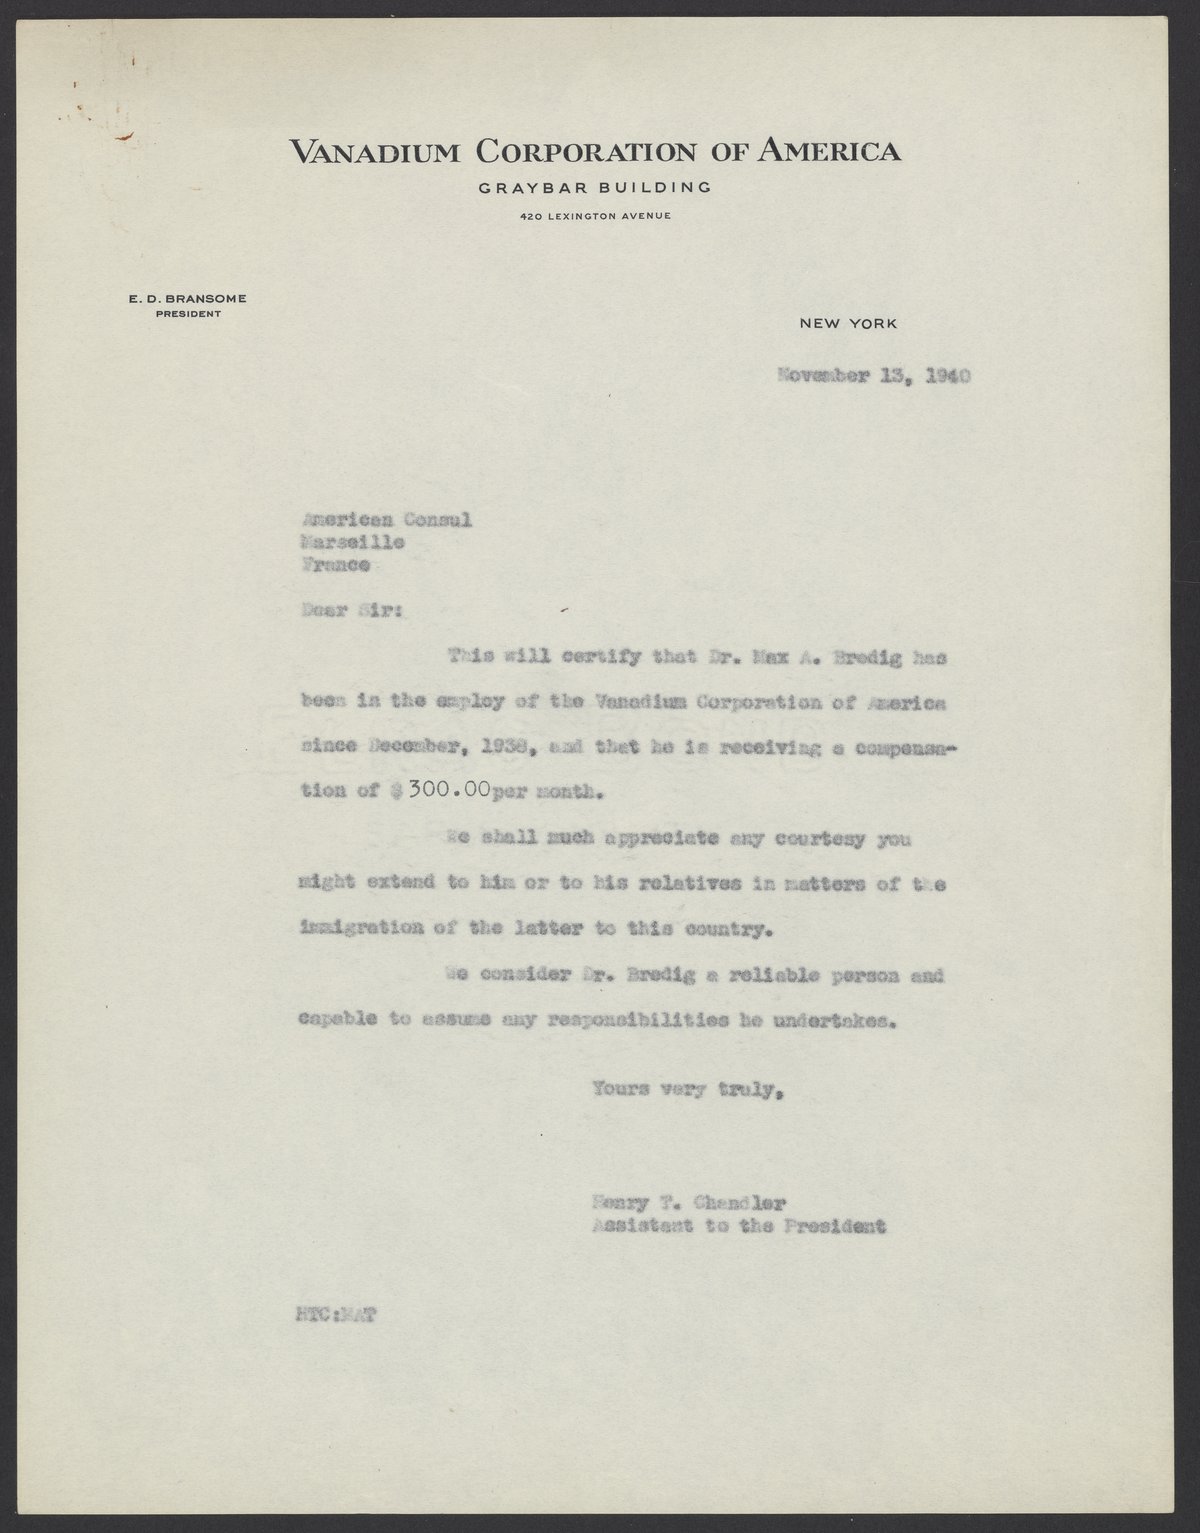 VANADIUM CORPORATION OF AMERICA
GRAYBAR BUILDING
420 LEXINGTON AVENUE
E. D. BRANSOME
PRESIDENT
NEW YORK
November 13, 1940
American Consul
Marseille
France
Dear Sir:
This will certify that Dr. Max A. Bredig has
been in the employ of the Vanadium Corporation of America
since December, 1938, and that he is receiving a compensa-
tion of $ 300.00 per month.
We shall much appreciate any courtesy you
might extend to him or to his relatives in matters of the
immigration of the latter to this country.
We consider Dr. Bredig a reliable person and
capable to assume any responsibilities he undertakes.
Yours very truly,
Henry T. Chandler
Assistant to the President
HTC:MAT